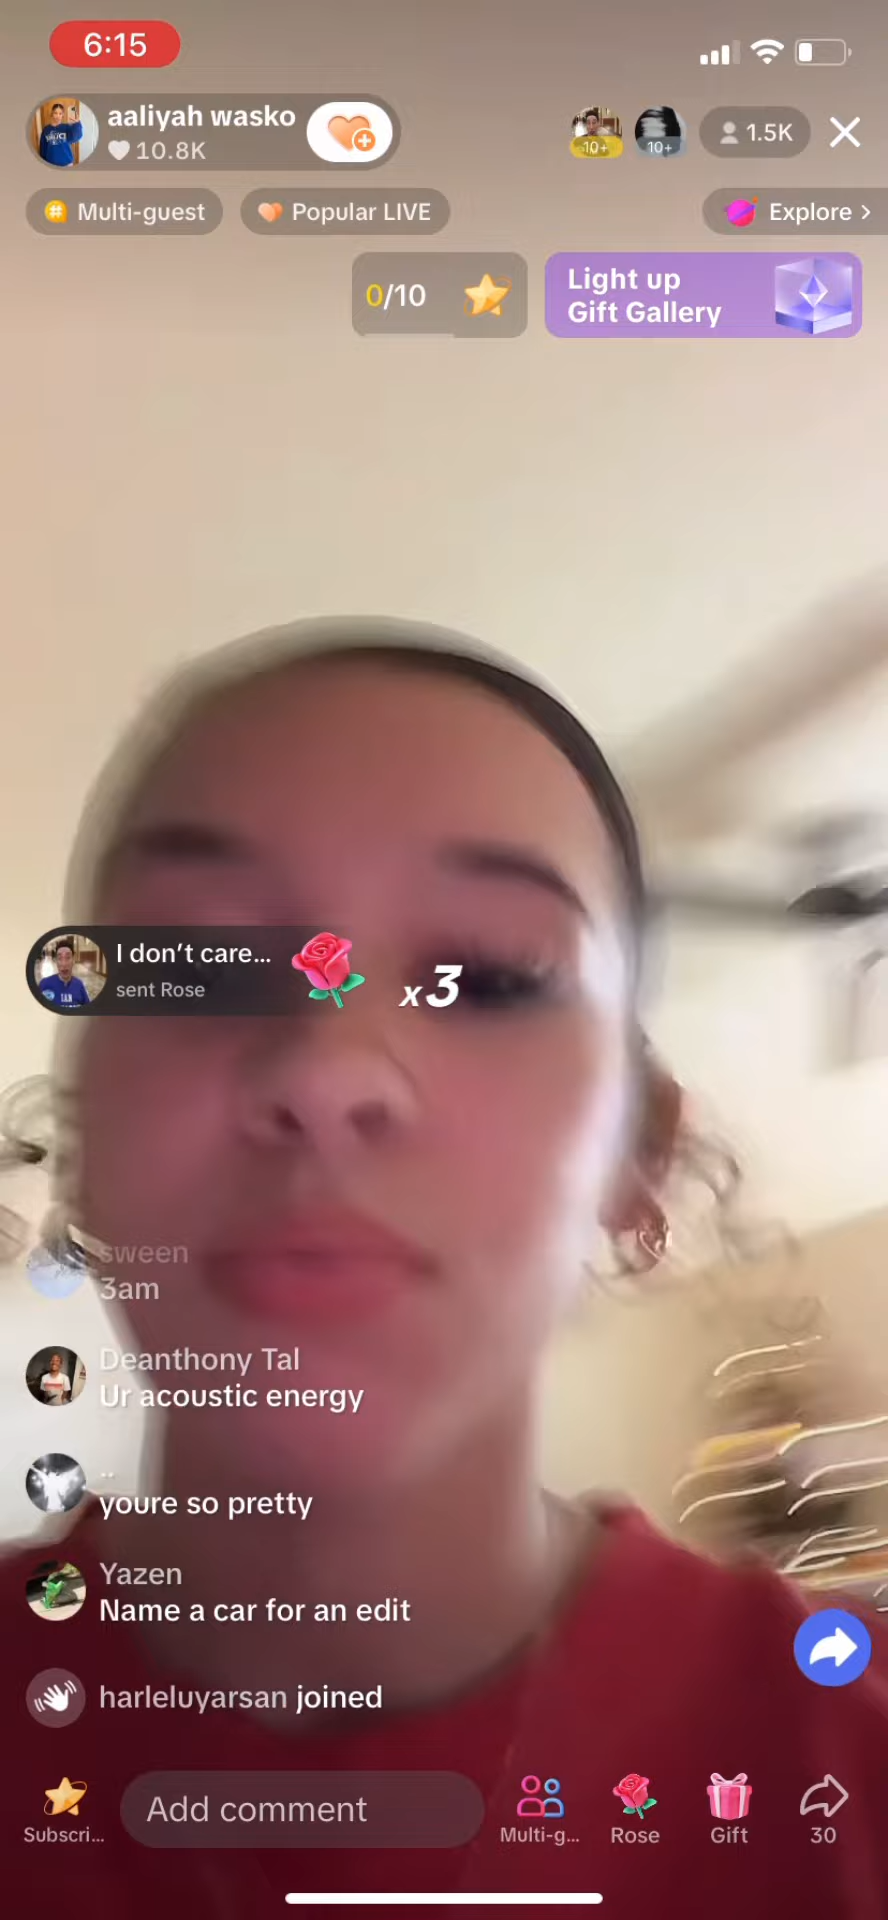 6:15
aaliyah wasko
10.8K
10+
10+
1.5K
Multi-guest
Popular LIVE
Explore >
0/10
Light up
Gift Gallery
I don't care...
sent Rose
x3
sween
3am
Deanthony Tal
Ur acoustic energy
..
youre so pretty
Yazen
Name a car for an edit
harleluyarsan joined
Subscri...
Add comment
Multi-g...
Rose
Gift
30